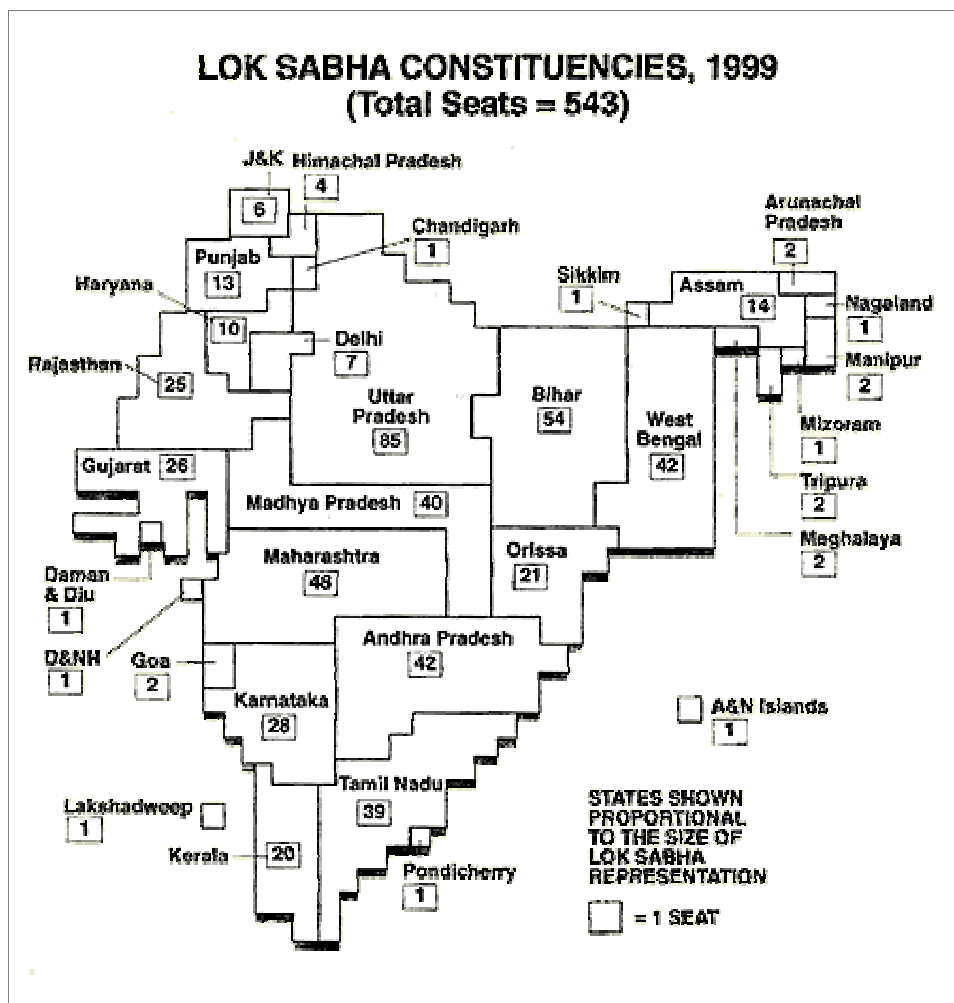 LOK SABHA CONSTITUENCIES, 1999
(Total Seats = 543)
J&K
6
Himachal Pradesh
4
Chandigarh
1
Punjab
13
Haryana
10
Delhi
7
Rajasthan
25
Uttar
Pradesh
85
Bihar
54
West
Bengal
42
Sikkim
1
Assam
14
Arunachal
Pradesh
2
Nagaland
1
Manipur
2
Mizoram
1
Tripura
2
Meghalaya
2
Gujarat 26
Madhya Pradesh 40
Maharashtra
48
Orissa
21
Daman
& Diu
1
D&NH
1
Goa
2
Andhra Pradesh
42
Karnataka
28
A&N Islands
1
Tamil Nadu
39
Lakshadweep
1
Kerala
20
Pondicherry
1
STATES SHOWN
PROPORTIONAL
TO THE SIZE OF
LOK SABHA
REPRESENTATION
= 1 SEAT